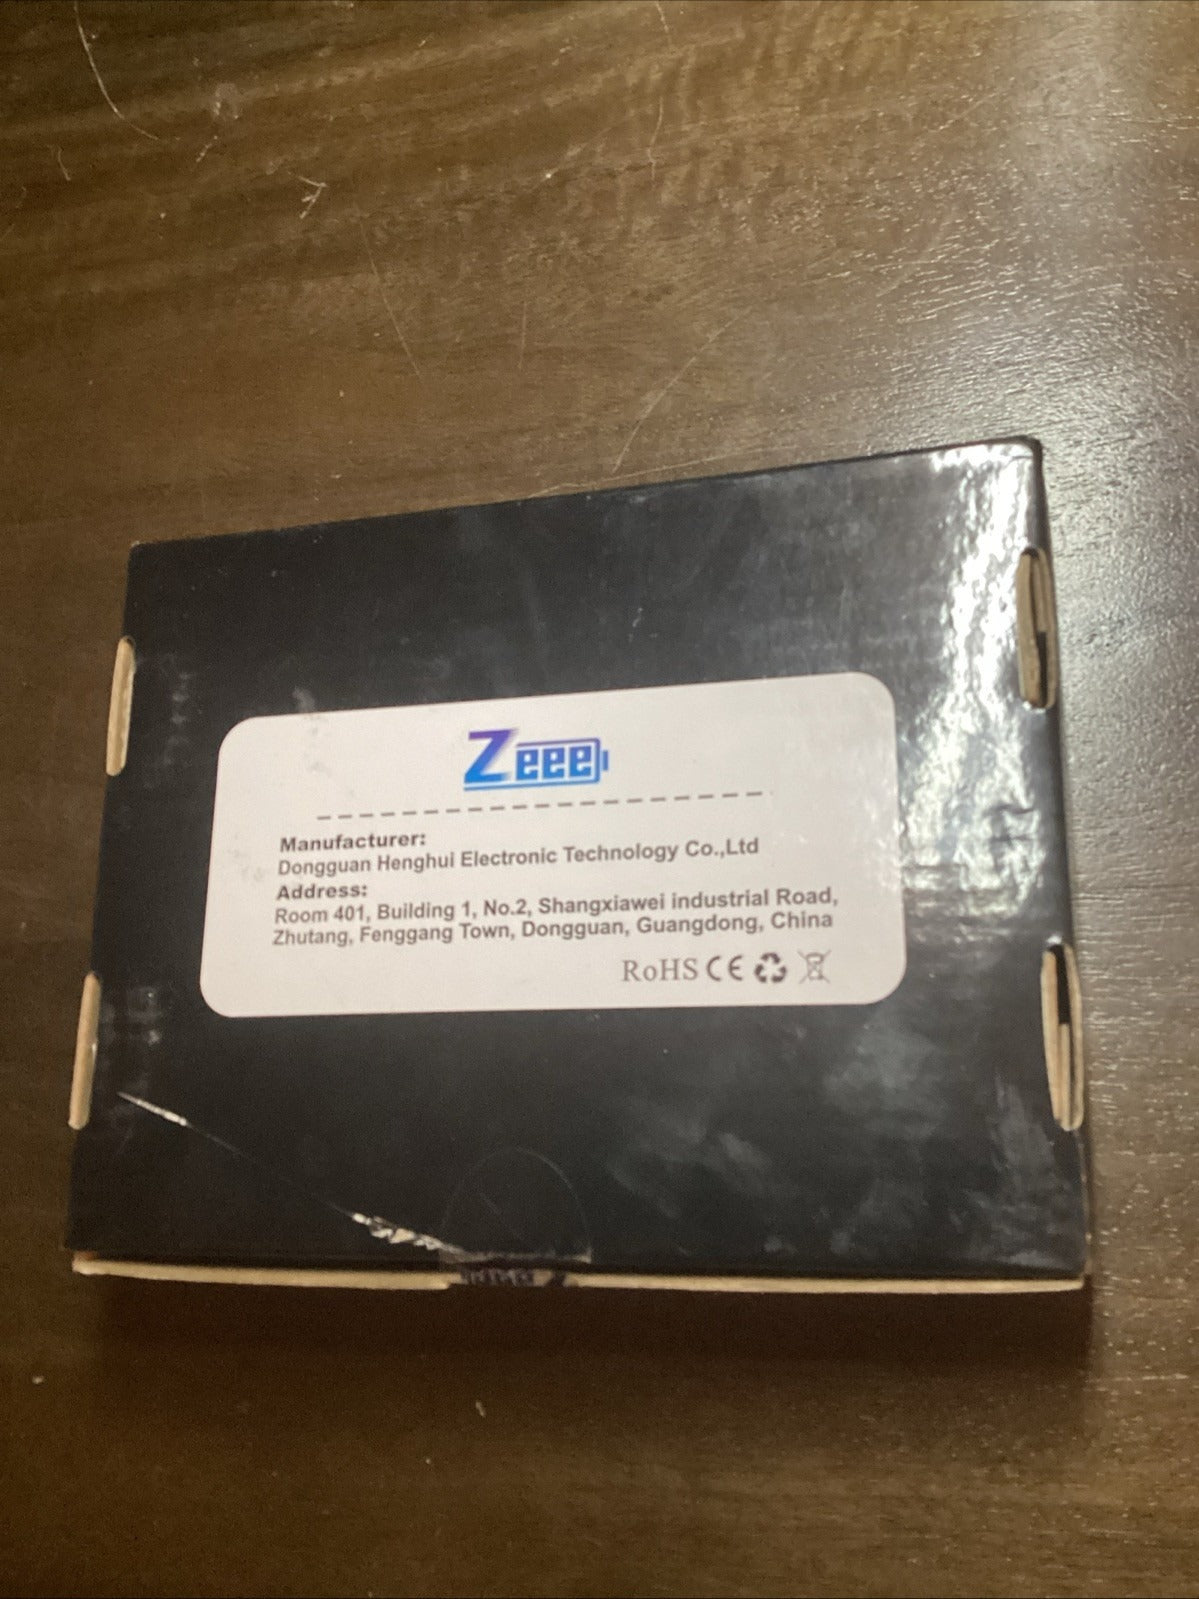 Zeee
Manufacturer:
Dongguan Henghui Electronic Technology Co.,Ltd
Address:
Room 401, Building 1, No.2, Shangxiawei industrial Road,
Zhutang, Fenggang Town, Dongguan, Guangdong, China
RoHS CE